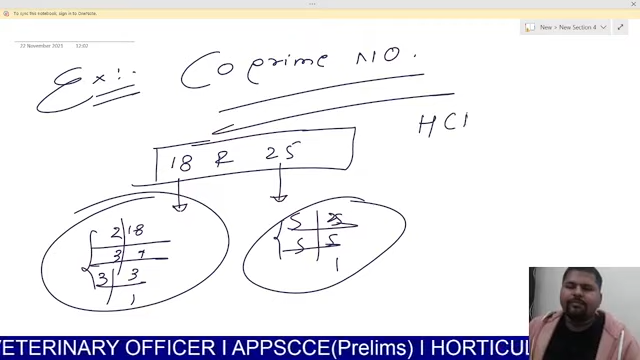 To sync this notebook, sign in to OneNote.
New > New Section 4
22 November 2025 12:02
Ex:- Coprime NO.
HCF
18 & 25
2 18 5 25
3 9 5 5
3 3 1
1
VETERINARY OFFICER I APPSCCE(Prelims) I HORTICUL